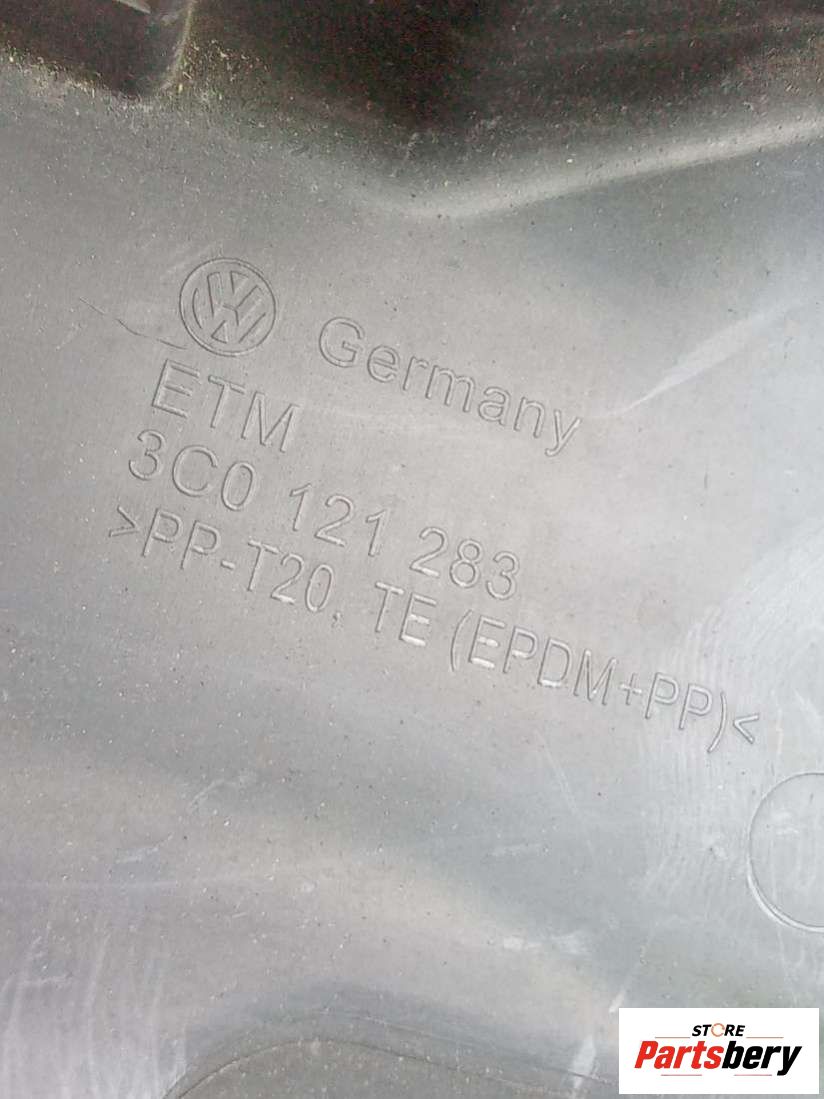 Germany
ETM
3C0 121 283
>PP-T20, TE (EPDM+PP)<
STORE
Partsbery